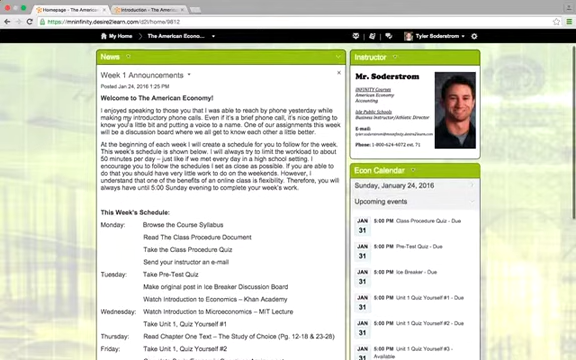 Homepage - The American
Introduction - The Americ
https://mninfinity.desire2learn.com/d2l/home/9812
My Home
The American Econo...
Tyler Soderstrom
News
Week 1 Announcements
Posted Jan 24, 2016 1:25 PM
Welcome to The American Economy!
I enjoyed speaking to those you that I was able to reach by phone yesterday while
making my introductory phone calls. Even if it's a brief phone call, it's nice getting to
know you a little bit and putting a voice to a name. One of our assignments this week
will be a discussion board where we all get to know each other a little better.
At the beginning of each week I will create a schedule for you to follow for the week.
This week's schedule is shown below. I will always try to limit the workload to about
50 minutes per day – just like if we met every day in a high school setting. I
encourage you to follow the schedules I set as close as possible. If you are able to
do that you should have very little work to do on the weekends. However, I
understand that one of the benefits of an online class is flexibility. Therefore, you will
always have until 5:00 Sunday evening to complete your week's work.
This Week's Schedule:
Monday: Browse the Course Syllabus
Read The Class Procedure Document
Take the Class Procedure Quiz
Send your instructor an e-mail
Tuesday: Take Pre-Test Quiz
Make original post in Ice Breaker Discussion Board
Watch Introduction to Economics – Khan Academy
Wednesday: Watch Introduction to Microeconomics – MIT Lecture
Take Unit 1, Quiz Yourself #1
Thursday: Read Chapter One Text – The Study of Choice (Pg. 12-18 & 23-26)
Friday: Take Unit 1, Quiz Yourself #2
Instructor
Mr. Soderstrom
INFINITY Courses
American Economy
Accounting
Isle Public Schools
Business Instructor/Athletic Director
E-mail:
tyler.soderstrom@mninfinity.desire2learn.com
Phone: 1-800-624-4072 ext. 71
Econ Calendar
Sunday, January 24, 2016
Upcoming events
JAN 31 5:00 PM Class Procedure Quiz - Due
JAN 31 5:00 PM Pre-Test Quiz - Due
JAN 31 5:00 PM Ice Breaker - Due
JAN 31 5:00 PM Unit 1 Quiz Yourself #1 - Due
JAN 31 5:00 PM Unit 1 Quiz Yourself #2 - Due
JAN 31 5:00 PM Unit 1 Quiz Yourself #3 - Available